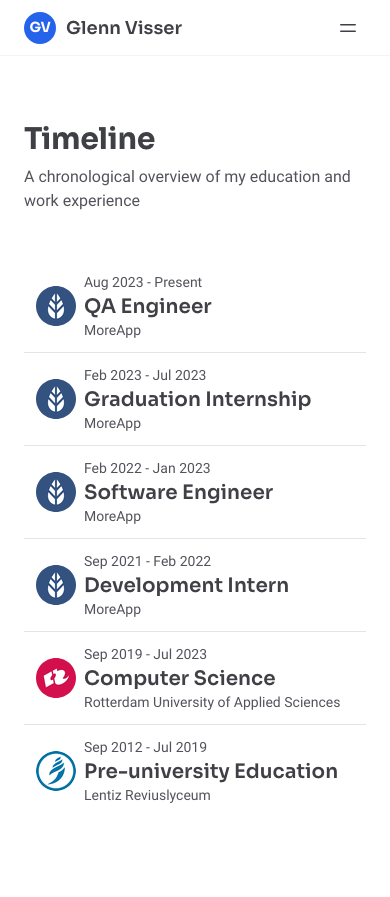 GV Glenn Visser
Timeline
A chronological overview of my education and
work experience
Aug 2023 - Present
QA Engineer
MoreApp
Feb 2023 - Jul 2023
Graduation Internship
MoreApp
Feb 2022 - Jan 2023
Software Engineer
MoreApp
Sep 2021 - Feb 2022
Development Intern
MoreApp
Sep 2019 - Jul 2023
Computer Science
Rotterdam University of Applied Sciences
Sep 2012 - Jul 2019
Pre-university Education
Lentiz Reviuslyceum